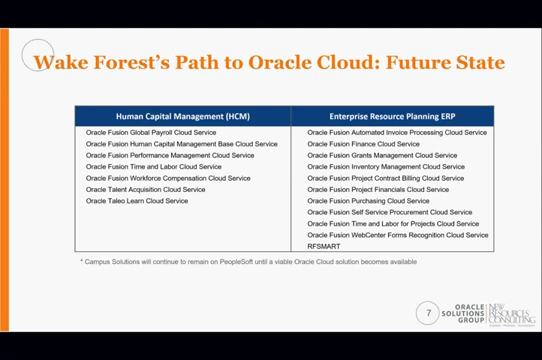 Wake Forest's Path to Oracle Cloud: Future State
Human Capital Management (HCM)
Oracle Fusion Global Payroll Cloud Service
Oracle Fusion Human Capital Management Base Cloud Service
Oracle Fusion Performance Management Cloud Service
Oracle Fusion Time and Labor Cloud Service
Oracle Fusion Workforce Compensation Cloud Service
Oracle Talent Acquisition Cloud Service
Oracle Taleo Learn Cloud Service
Enterprise Resource Planning ERP
Oracle Fusion Automated Invoice Processing Cloud Service
Oracle Fusion Finance Cloud Service
Oracle Fusion Grants Management Cloud Service
Oracle Fusion Inventory Management Cloud Service
Oracle Fusion Project Contract Billing Cloud Service
Oracle Fusion Project Financials Cloud Service
Oracle Fusion Purchasing Cloud Service
Oracle Fusion Self Service Procurement Cloud Service
Oracle Fusion Time and Labor for Projects Cloud Service
Oracle Fusion WebCenter Forms Recognition Cloud Service
RFSMART
* Campus Solutions will continue to remain on PeopleSoft until a viable Oracle Cloud solution becomes available
7
ORACLE
SOLUTIONS
GROUP
NEW
RESOURCES
CONSULTING